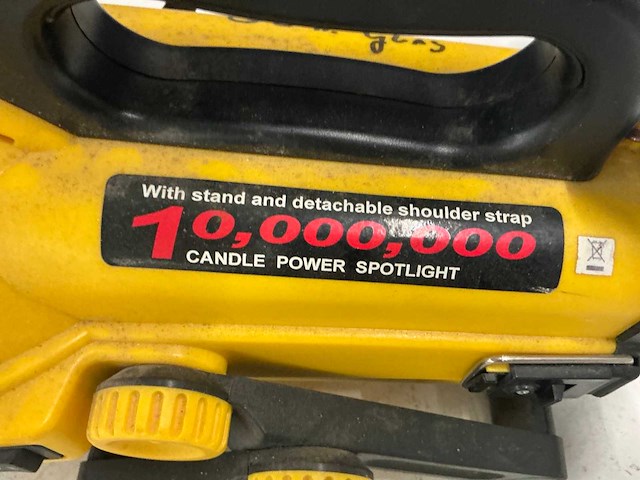 With stand and detachable shoulder strap
10,000,000
CANDLE POWER SPOTLIGHT